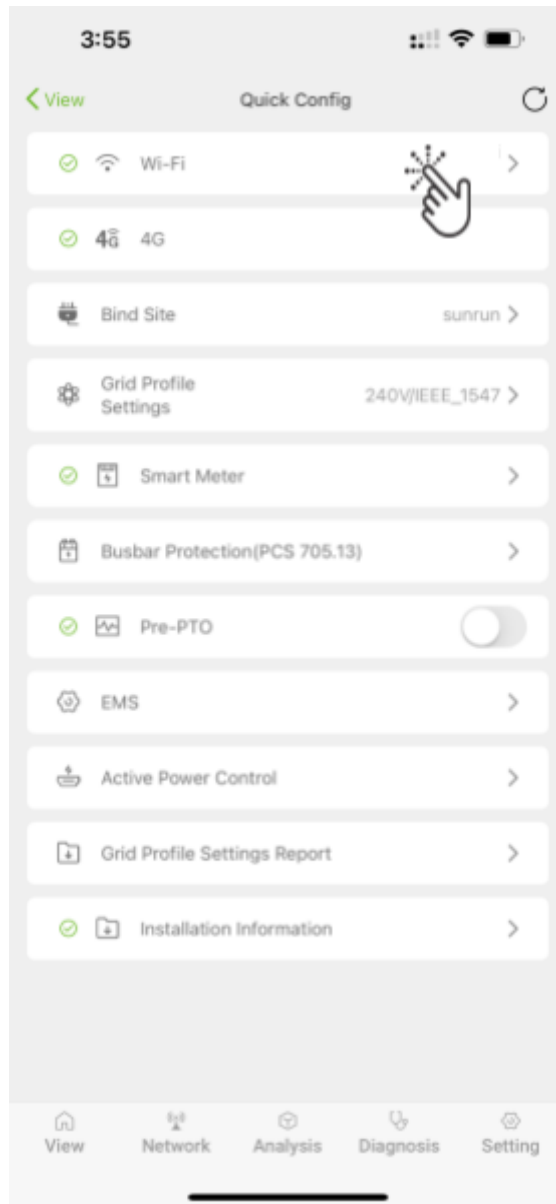 3:55
View
Quick Config
Wi-Fi
4G 4G
Bind Site
sunrun
Grid Profile
Settings
240V/IEEE_1547
Smart Meter
Busbar Protection(PCS 705.13)
Pre-PTO
EMS
Active Power Control
Grid Profile Settings Report
Installation Information
View
Network
Analysis
Diagnosis
Setting